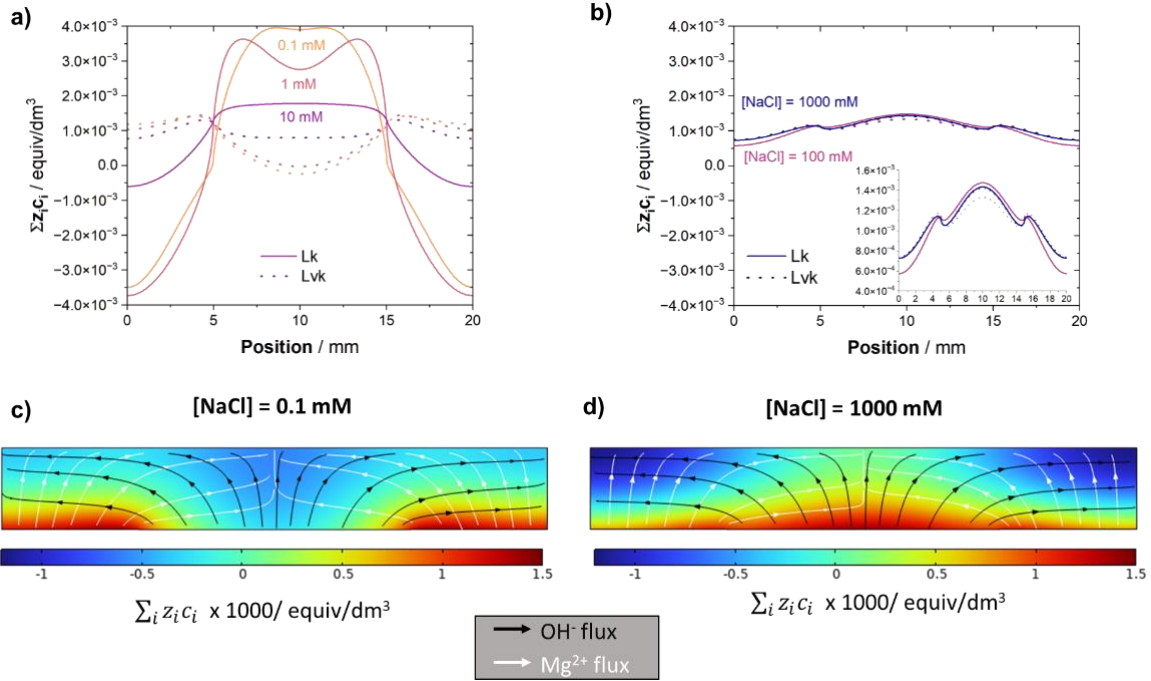 a)
4.0×10⁻³
3.0×10⁻³
2.0×10⁻³
1.0×10⁻³
0.0
−1.0×10⁻³
−2.0×10⁻³
−3.0×10⁻³
−4.0×10⁻³
Σzᵢcᵢ / equiv/dm³
0.1 mM
1 mM
10 mM
Lk
Lvk
0 5 10 15 20
Position / mm
b)
4.0×10⁻³
3.0×10⁻³
2.0×10⁻³
1.0×10⁻³
0.0
−1.0×10⁻³
−2.0×10⁻³
−3.0×10⁻³
−4.0×10⁻³
Σzᵢcᵢ / equiv/dm³
[NaCl] = 1000 mM
[NaCl] = 100 mM
1.6×10⁻³
1.4×10⁻³
1.2×10⁻³
1.0×10⁻³
8.0×10⁻⁴
6.0×10⁻⁴
4.0×10⁻⁴
0 2 4 6 8 10 12 14 16 18 20
Lk
Lvk
0 5 10 15 20
Position / mm
c)
[NaCl] = 0.1 mM
-1 -0.5 0 0.5 1 1.5
∑ᵢ zᵢcᵢ x 1000/ equiv/dm³
d)
[NaCl] = 1000 mM
-1 -0.5 0 0.5 1 1.5
∑ᵢ zᵢcᵢ x 1000/ equiv/dm³
OH⁻ flux
Mg²⁺ flux